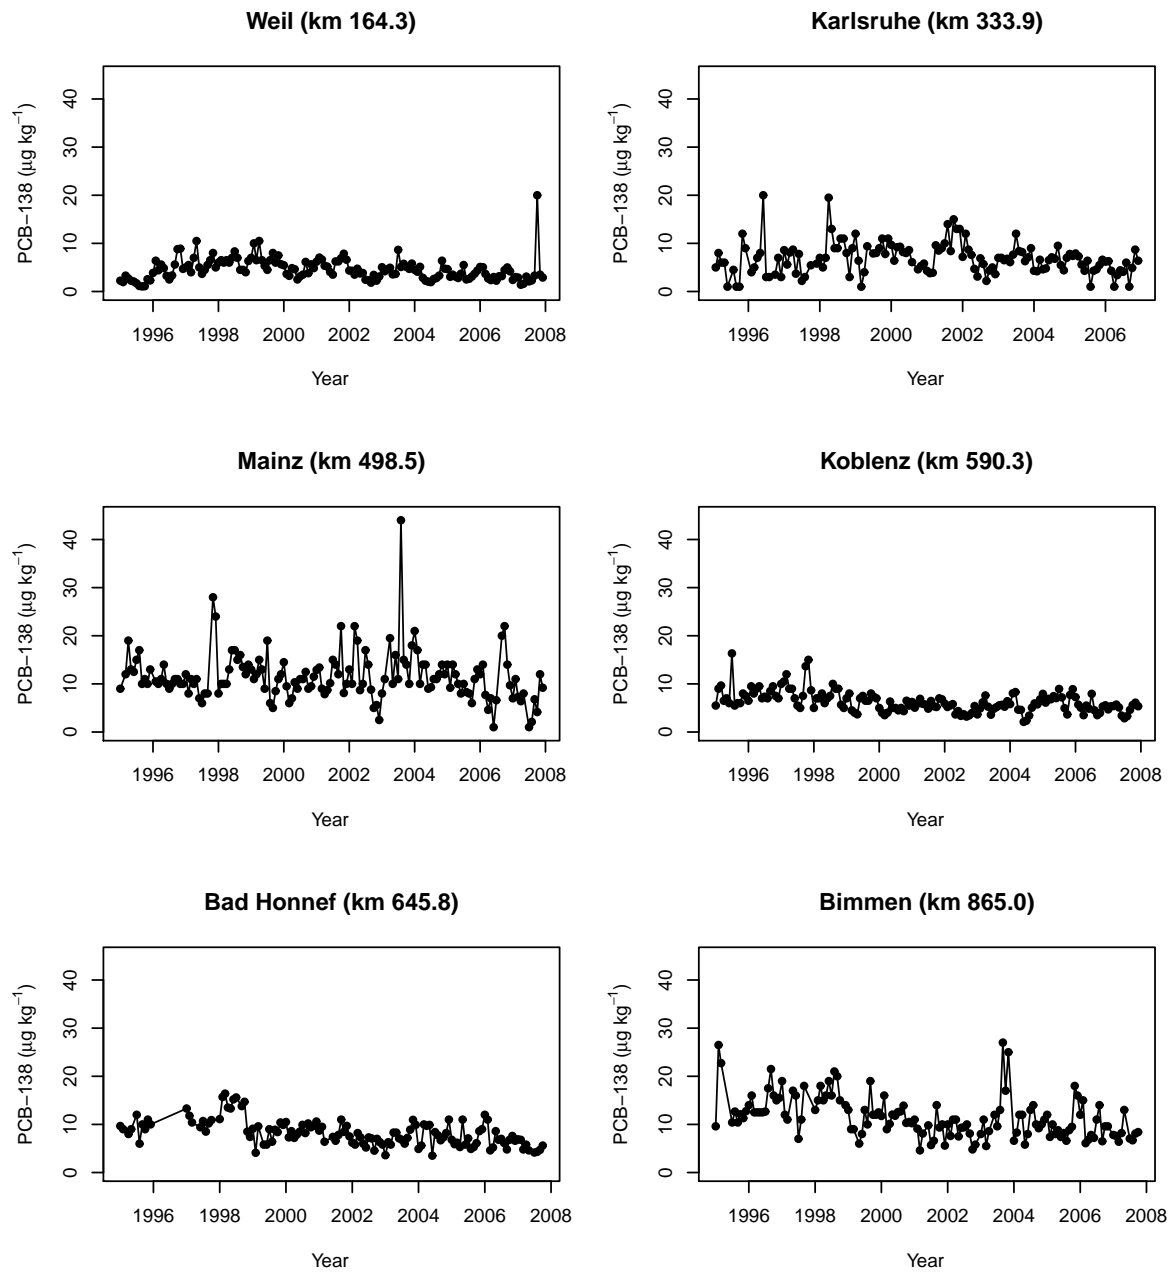 Weil (km 164.3)
PCB−138 (μg kg⁻¹)
0 10 20 30 40
1996 1998 2000 2002 2004 2006 2008
Year
Karlsruhe (km 333.9)
PCB−138 (μg kg⁻¹)
0 10 20 30 40
1996 1998 2000 2002 2004 2006
Year
Mainz (km 498.5)
PCB−138 (μg kg⁻¹)
0 10 20 30 40
1996 1998 2000 2002 2004 2006 2008
Year
Koblenz (km 590.3)
PCB−138 (μg kg⁻¹)
0 10 20 30 40
1996 1998 2000 2002 2004 2006 2008
Year
Bad Honnef (km 645.8)
PCB−138 (μg kg⁻¹)
0 10 20 30 40
1996 1998 2000 2002 2004 2006 2008
Year
Bimmen (km 865.0)
PCB−138 (μg kg⁻¹)
0 10 20 30 40
1996 1998 2000 2002 2004 2006 2008
Year